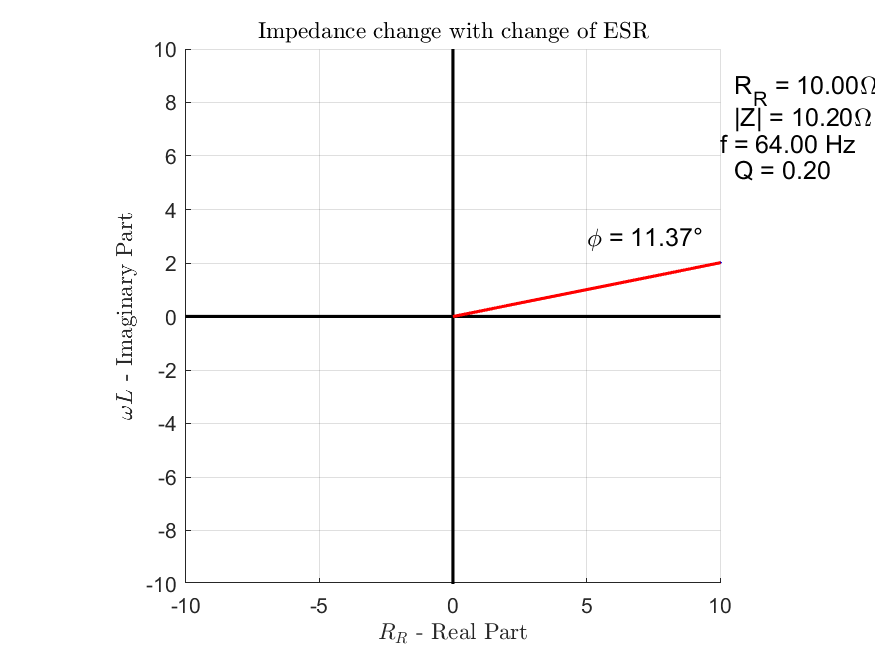 Impedance change with change of ESR
10
8
6
4
2
0
-2
-4
-6
-8
-10
-10
-5
0
5
10
ωL - Imaginary Part
R_R - Real Part
ϕ = 11.37°
R_R = 10.00Ω
|Z| = 10.20Ω
f = 64.00 Hz
Q = 0.20